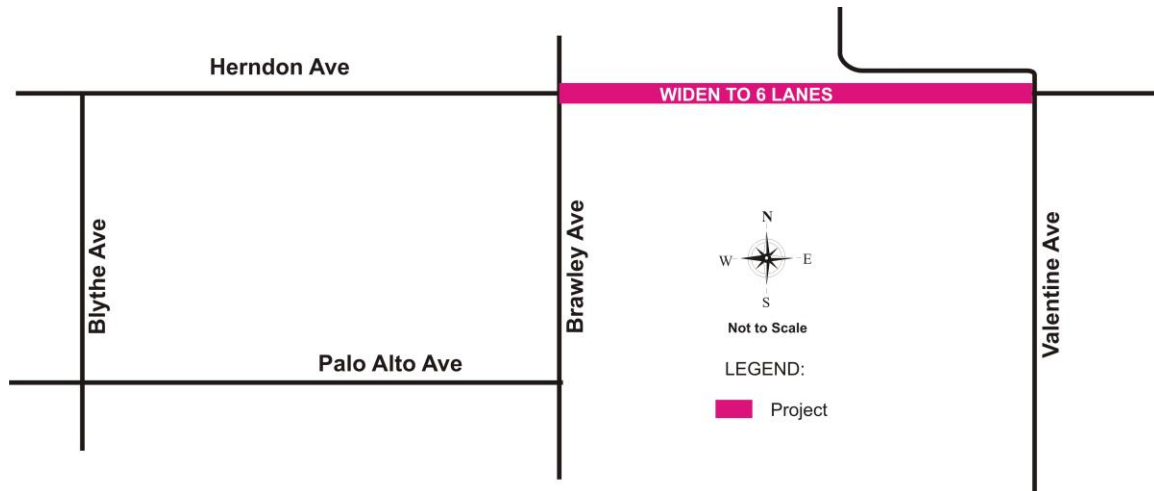 Herndon Ave
WIDEN TO 6 LANES
Blythe Ave
Brawley Ave
Valentine Ave
N
W
E
S
Not to Scale
Palo Alto Ave
LEGEND:
Project